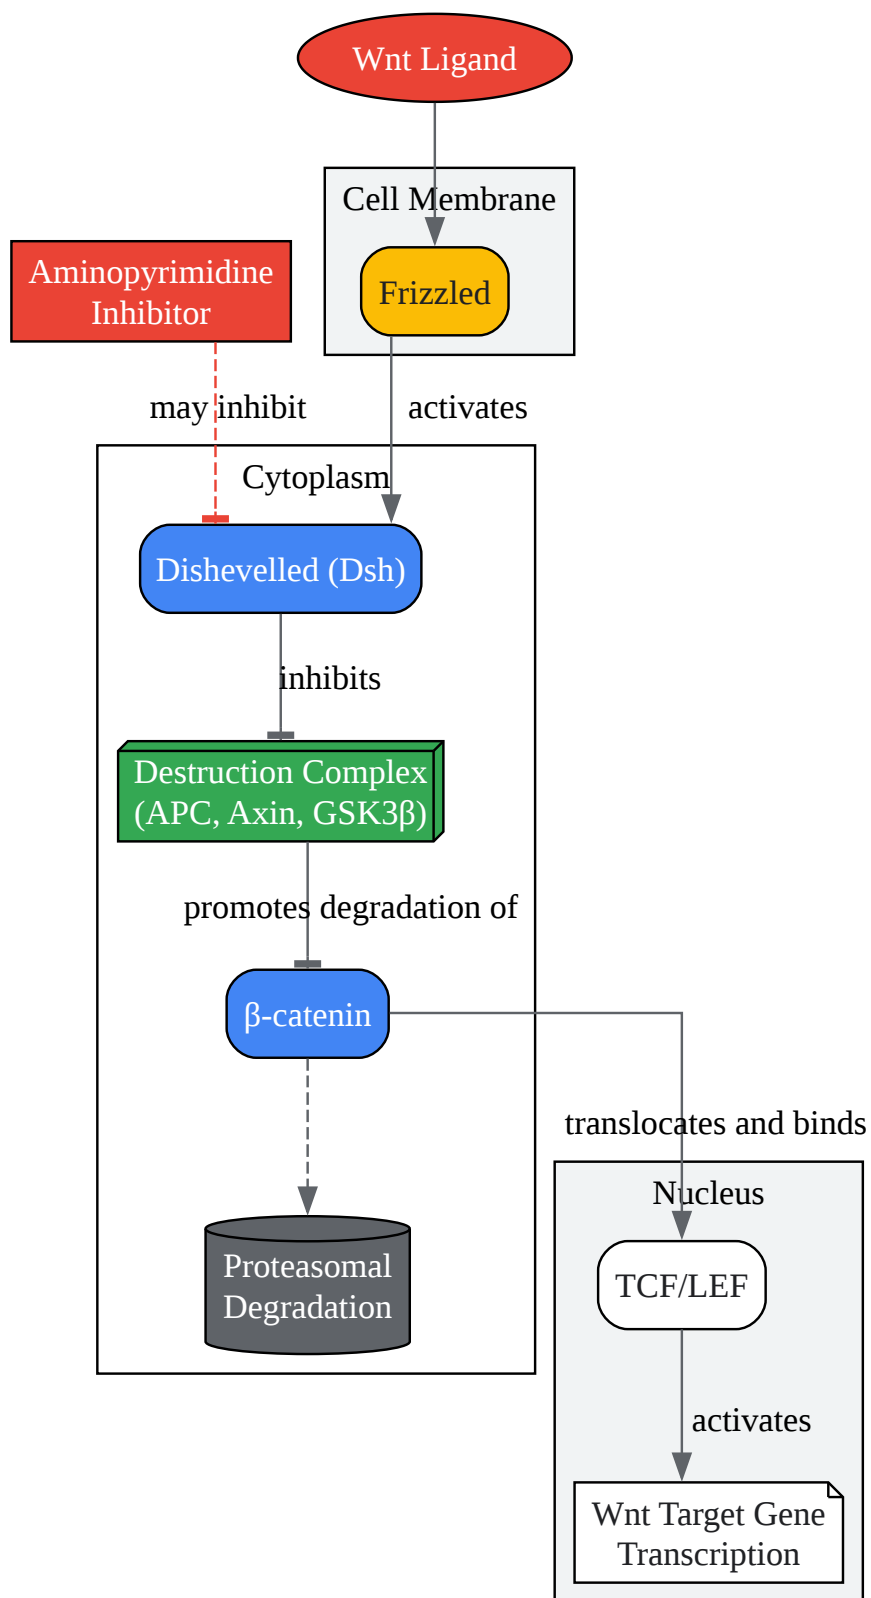 Wnt Ligand
Cell Membrane
Aminopyrimidine
Inhibitor
Frizzled
may inhibit
activates
Cytoplasm
Dishevelled (Dsh)
inhibits
Destruction Complex
(APC, Axin, GSK3β)
promotes degradation of
β-catenin
translocates and binds
Nucleus
Proteasomal
Degradation
TCF/LEF
activates
Wnt Target Gene
Transcription